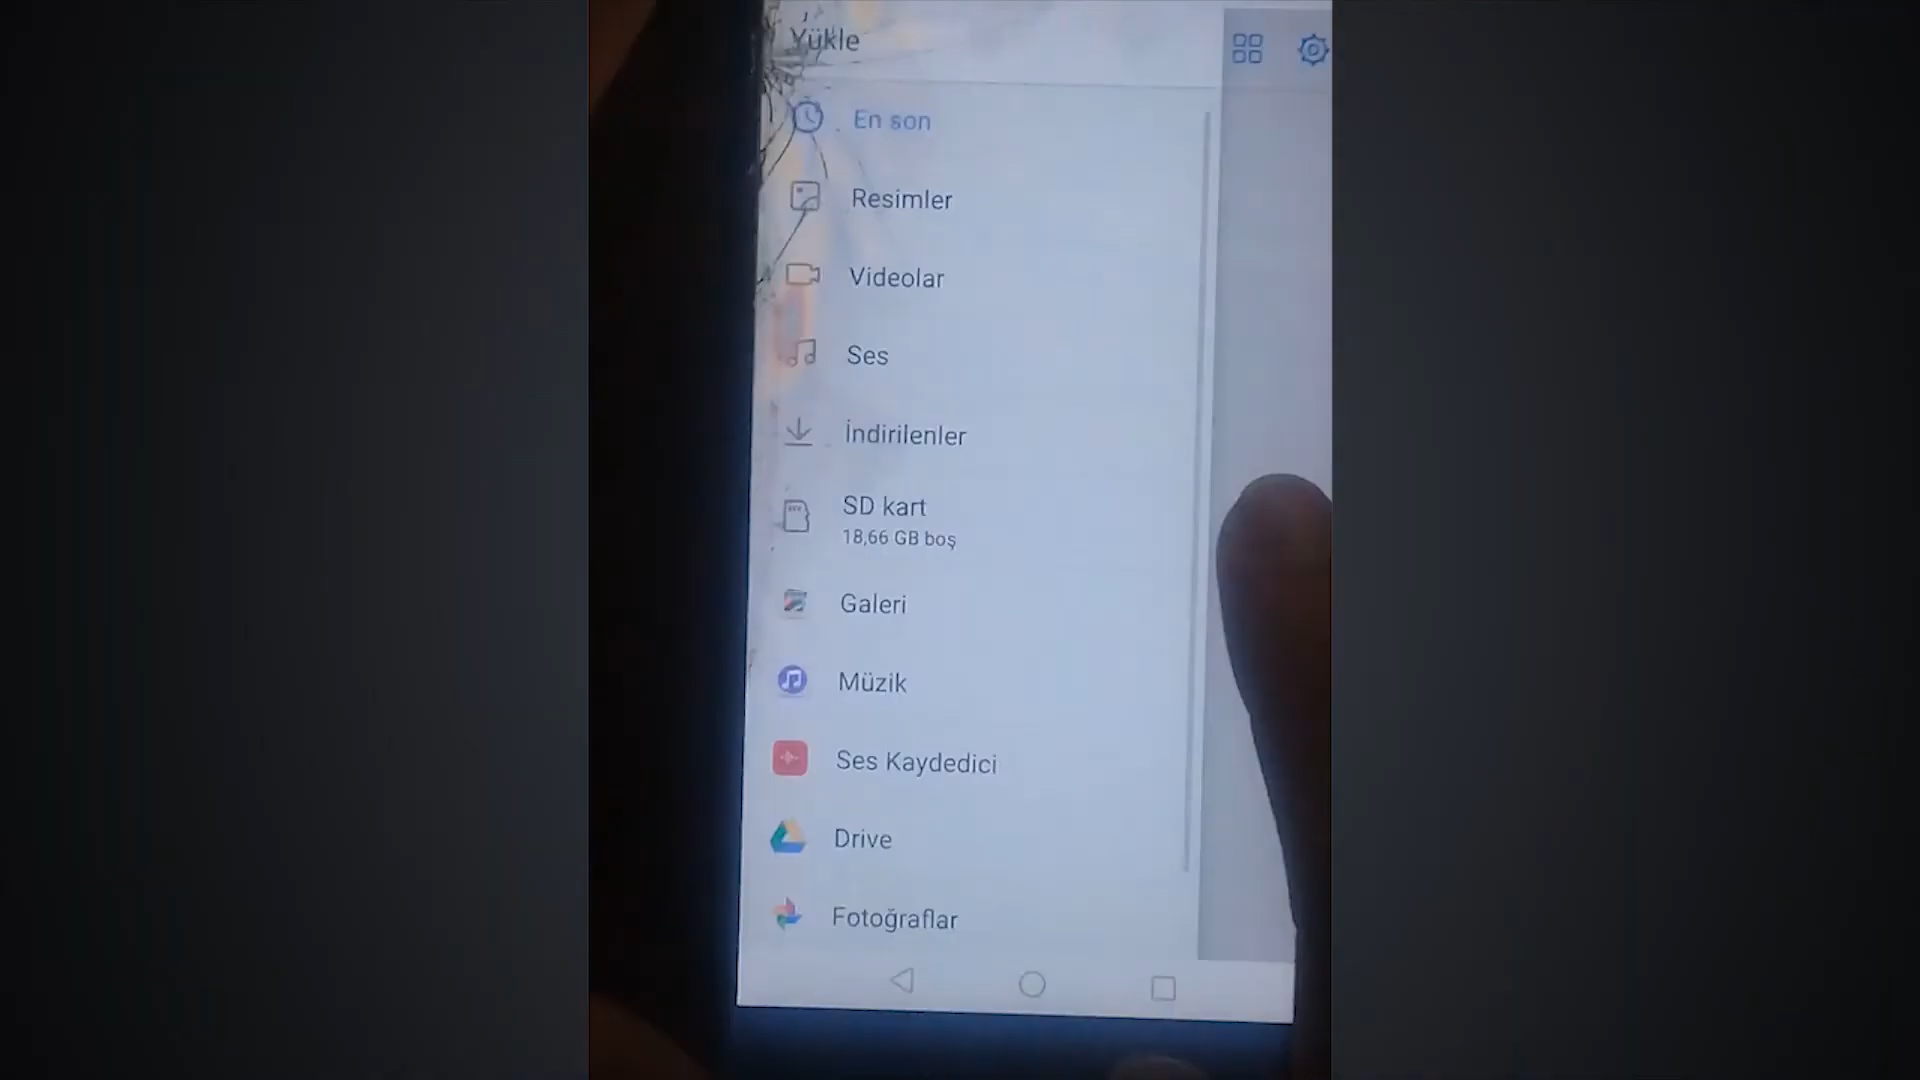 Yükle
En son
Resimler
Videolar
Ses
İndirilenler
SD kart
18,66 GB boş
Galeri
Müzik
Ses Kaydedici
Drive
Fotoğraflar